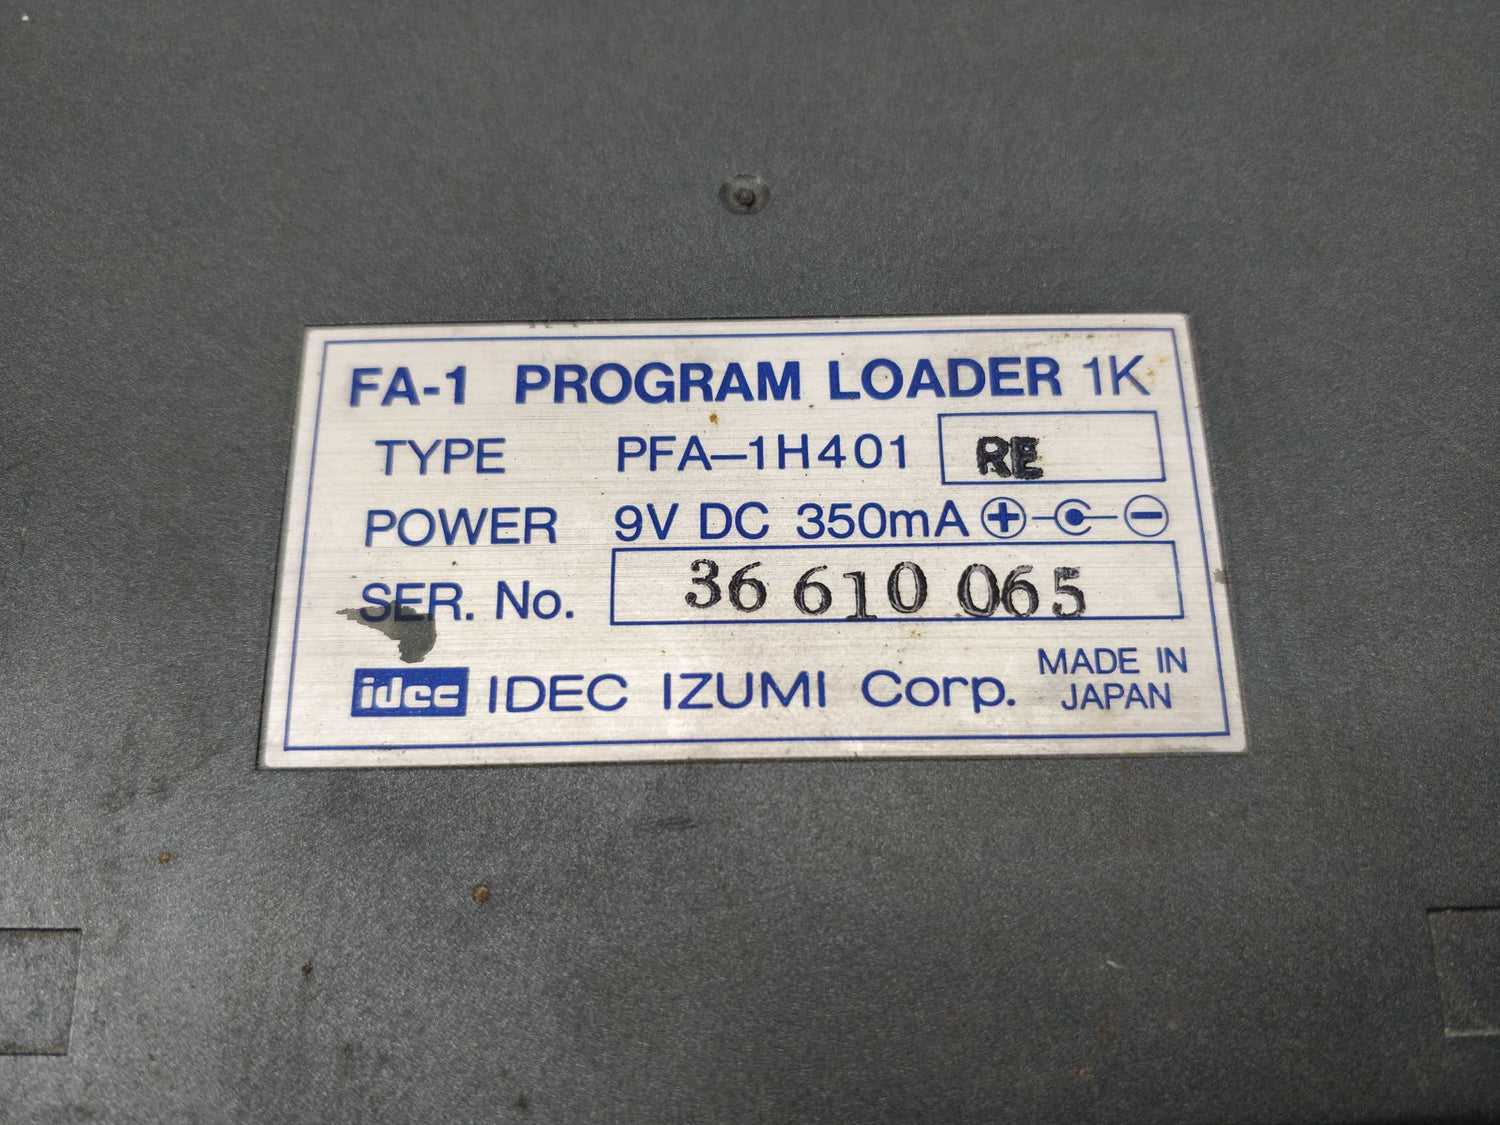 FA-1 PROGRAM LOADER 1K
TYPE PFA-1H401 RE
POWER 9V DC 350mA
SER. No. 36 610 065
idec IDEC IZUMI Corp. MADE IN JAPAN